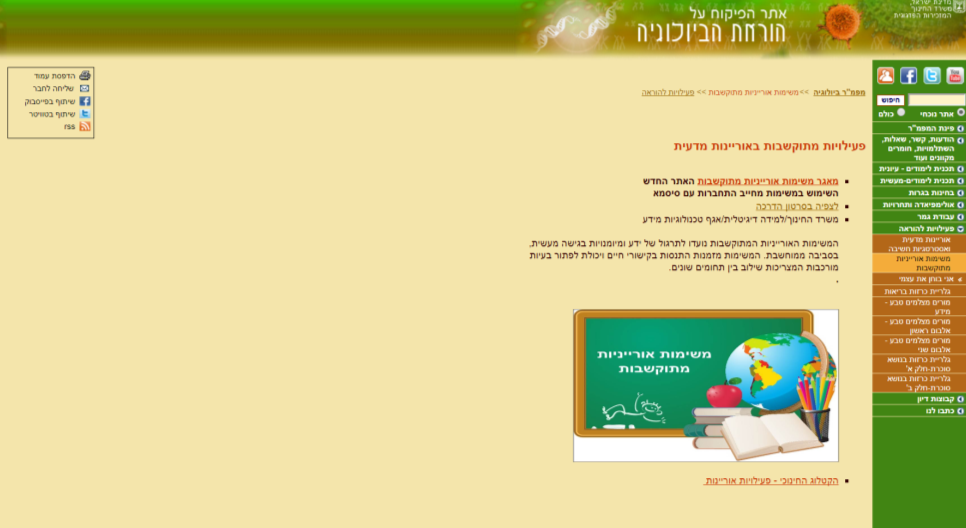 מדינת ישראל,
משרד החינוך
המזכירות הפדגוגית
אתר הפיקוח על
הוראת הביולוגיה
You
Tube
חיפוש
אתר נוכחי
כולם
פינת המפמ"ר
הודעות, קשר, שאלות,
השתלמויות, חומרים
מקוונים ועוד
תכנית לימודים - עיונית
תכנית לימודים-מעשית
בחינות בגרות
אולימפיאדה ותחרויות
עבודת גמר
פעילויות להוראה
אוריינות מדעית
ואסטרטגיות חשיבה
משימות אורייניות
מתוקשבות
אני בוחן את עצמי
גלריית כרזות בריאות
מורים מצלמים טבע -
מידע
מורים מצלמים טבע -
אלבום ראשון
מורים מצלמים טבע -
אלבום שני
גלריית כרזות בנושא
סוכרת-חלק א'
גלריית כרזות בנושא
סוכרת-חלק ב'
קבוצות דיון
כתבו לנו
מפמ"ר ביולוגיה >>משימות אורייניות מתוקשבות >> פעילויות להוראה
הדפסת עמוד
שליחה לחבר
שיתוף בפייסבוק
שיתוף בטוויטר
rss
פעילויות מתוקשבות באוריינות מדעית
מאגר משימות אורייניות מתוקשבות האתר החדש
השימוש במשימות מחייב התחברות עם סיסמא
לצפיה בסרטון הדרכה
משרד החינוך/למידה דיגיטלית/אגף טכנולוגיות מידע
המשימות האורייניות המתוקשבות נועדו לתרגול של ידע ומיומנויות בגישה מעשית,
בסביבה ממוחשבת. המשימות מזמנות התנסות בקישורי חיים ויכולת לפתור בעיות
מורכבות המצריכות שילוב בין תחומים שונים.
.
משימות אורייניות
מתוקשבות
הקטלוג החינוכי - פעילויות אוריינות